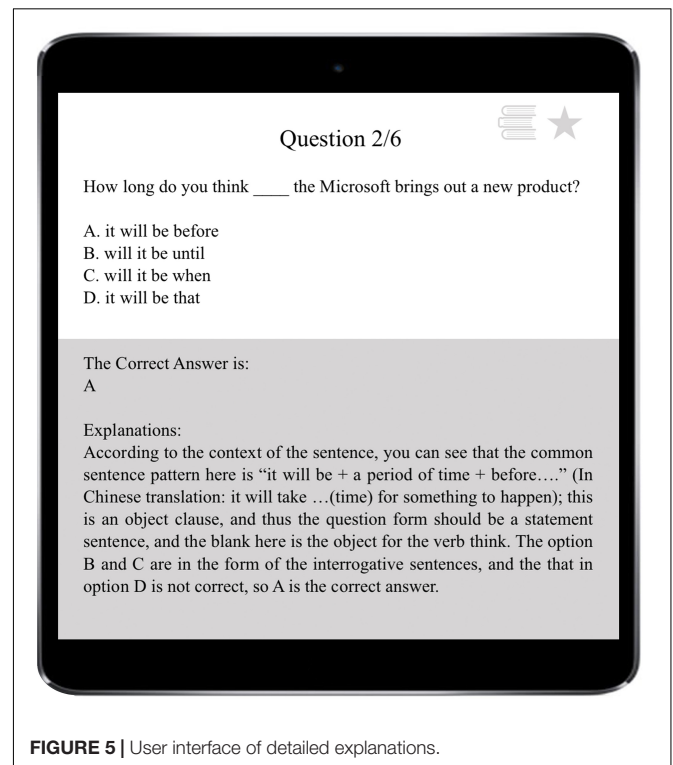 Question 2/6
How long do you think ____ the Microsoft brings out a new product?
A. it will be before
B. will it be until
C. will it be when
D. it will be that
The Correct Answer is:
A
Explanations:
According to the context of the sentence, you can see that the common
sentence pattern here is “it will be + a period of time + before….” (In
Chinese translation: it will take …(time) for something to happen); this
is an object clause, and thus the question form should be a statement
sentence, and the blank here is the object for the verb think. The option
B and C are in the form of the interrogative sentences, and the that in
option D is not correct, so A is the correct answer.
FIGURE 5 | User interface of detailed explanations.